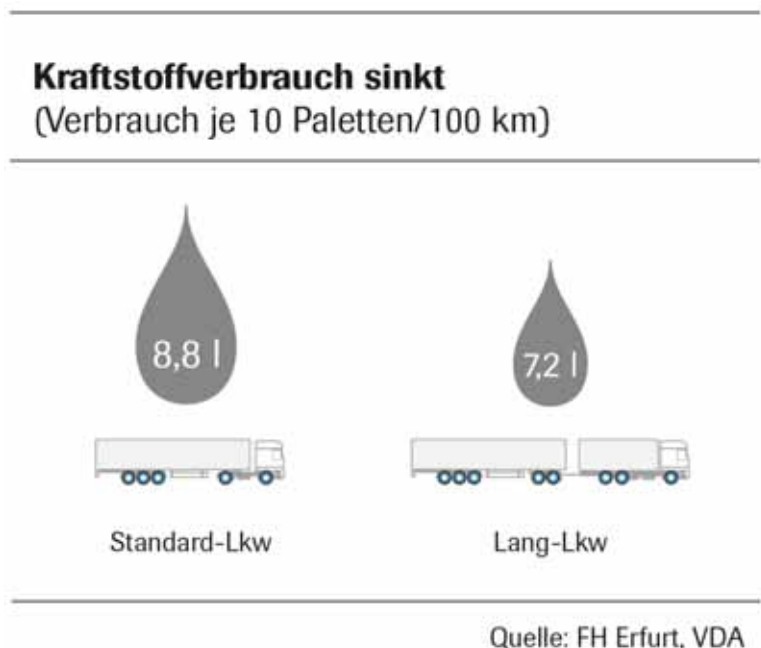 Kraftstoffverbrauch sinkt
(Verbrauch je 10 Paletten/100 km)
8,8 l
7,2 l
Standard-Lkw
Lang-Lkw
Quelle: FH Erfurt, VDA